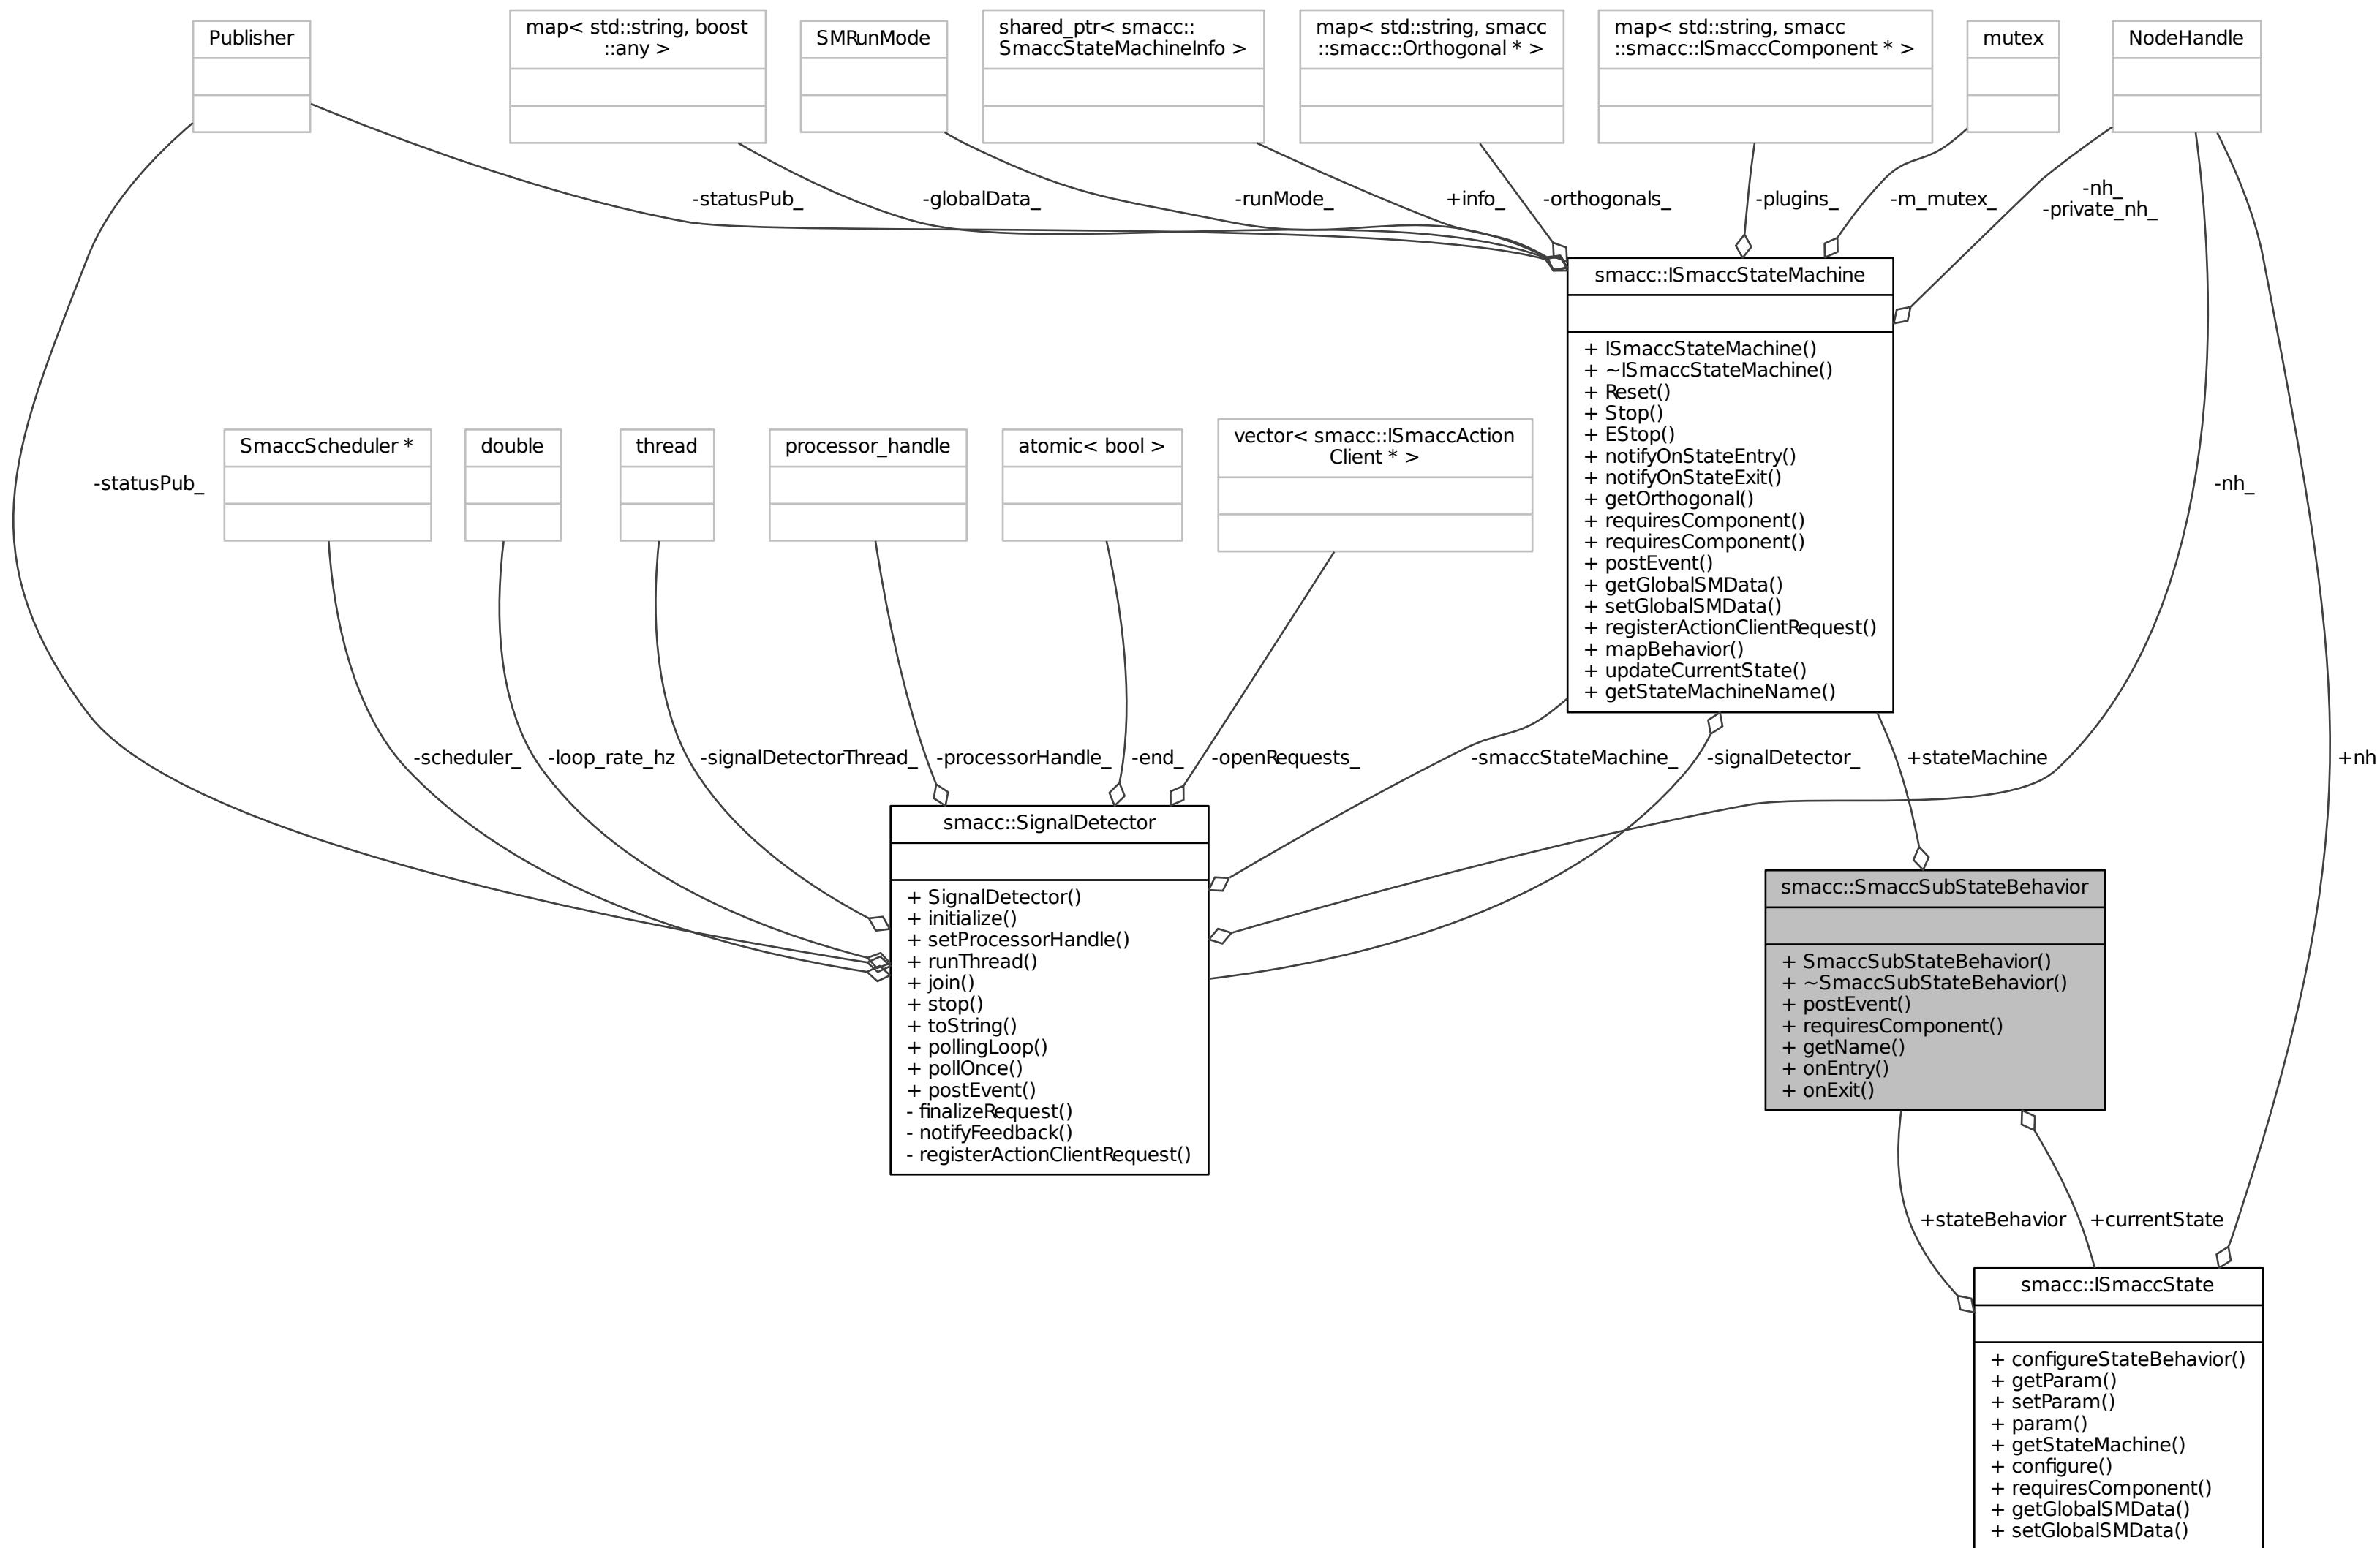 Publisher
map< std::string, boost
::any >
SMRunMode
shared_ptr< smacc::
SmaccStateMachineInfo >
map< std::string, smacc
::smacc::Orthogonal * >
map< std::string, smacc
::smacc::ISmaccComponent * >
mutex
NodeHandle
-statusPub_
-globalData_
-runMode_
+info_
-orthogonals_
-plugins_
-m_mutex_
-nh_
-private_nh_
smacc::ISmaccStateMachine
+ ISmaccStateMachine()
+ ~ISmaccStateMachine()
+ Reset()
+ Stop()
+ EStop()
+ notifyOnStateEntry()
+ notifyOnStateExit()
+ getOrthogonal()
+ requiresComponent()
+ requiresComponent()
+ postEvent()
+ getGlobalSMData()
+ setGlobalSMData()
+ registerActionClientRequest()
+ mapBehavior()
+ updateCurrentState()
+ getStateMachineName()
-statusPub_
SmaccScheduler *
double
thread
processor_handle
atomic< bool >
vector< smacc::ISmaccAction
Client * >
-nh_
-scheduler_
-loop_rate_hz
-signalDetectorThread_
-processorHandle_
-end_
-openRequests_
-smaccStateMachine_
-signalDetector_
+stateMachine
+nh
smacc::SignalDetector
+ SignalDetector()
+ initialize()
+ setProcessorHandle()
+ runThread()
+ join()
+ stop()
+ toString()
+ pollingLoop()
+ pollOnce()
+ postEvent()
- finalizeRequest()
- notifyFeedback()
- registerActionClientRequest()
smacc::SmaccSubStateBehavior
+ SmaccSubStateBehavior()
+ ~SmaccSubStateBehavior()
+ postEvent()
+ requiresComponent()
+ getName()
+ onEntry()
+ onExit()
+stateBehavior
+currentState
smacc::ISmaccState
+ configureStateBehavior()
+ getParam()
+ setParam()
+ param()
+ getStateMachine()
+ configure()
+ requiresComponent()
+ getGlobalSMData()
+ setGlobalSMData()